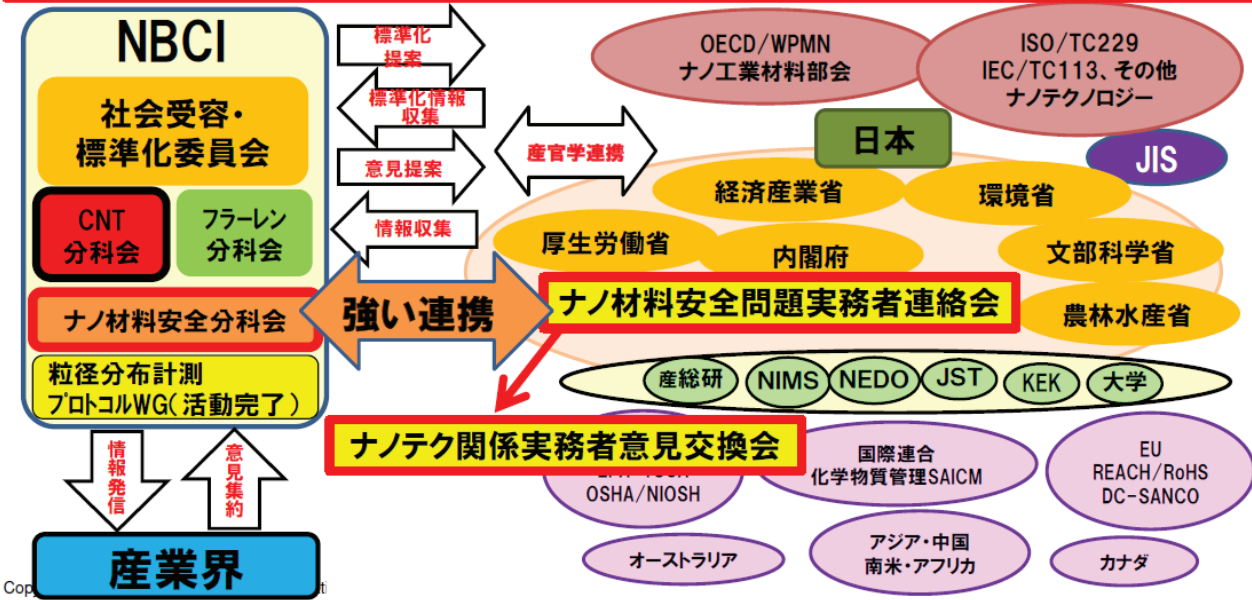 NBCI
社会受容・
標準化委員会
CNT
分科会
フラーレン
分科会
ナノ材料安全分科会
粒径分布計測
プロトコルWG(活動完了)
標準化
提案
標準化情報
収集
意見提案
情報収集
産官学連携
強い連携
OECD/WPMN
ナノ工業材料部会
ISO/TC229
IEC/TC113、その他
ナノテクノロジー
日本
JIS
経済産業省
環境省
厚生労働省
内閣府
文部科学省
農林水産省
ナノ材料安全問題実務者連絡会
産総研
NIMS
NEDO
JST
KEK
大学
ナノテク関係実務者意見交換会
OSHA/NIOSH
国際連合
化学物質管理SAICM
EU
REACH/RoHS
DC-SANCO
オーストラリア
アジア・中国
南米・アフリカ
カナダ
情報発信
意見集約
産業界